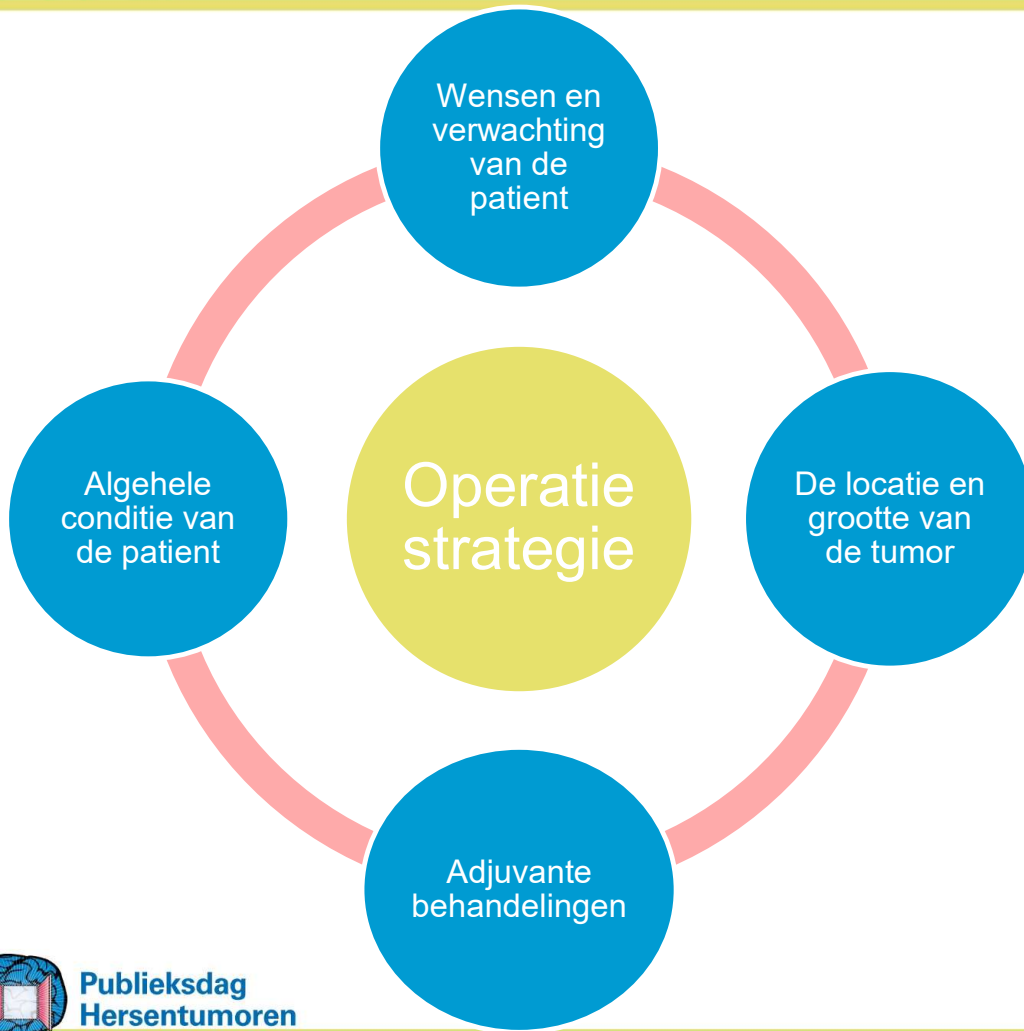 Wensen en
verwachting
van de
patient
Algehele
conditie van
de patient
Operatie
strategie
De locatie en
grootte van
de tumor
Adjuvante
behandelingen
Publieksdag
Hersentumoren